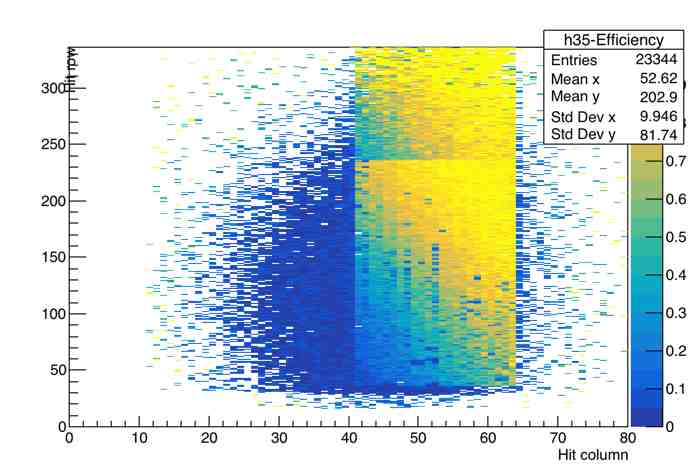 h35-Efficiency
Entries 23344
Mean x 52.62
Mean y 202.9
Std Dev x 9.946
Std Dev y 81.74
300
250
200
150
100
50
0
0 10 20 30 40 50 60 70 80
Hit column
0.7
0.6
0.5
0.4
0.3
0.2
0.1
0